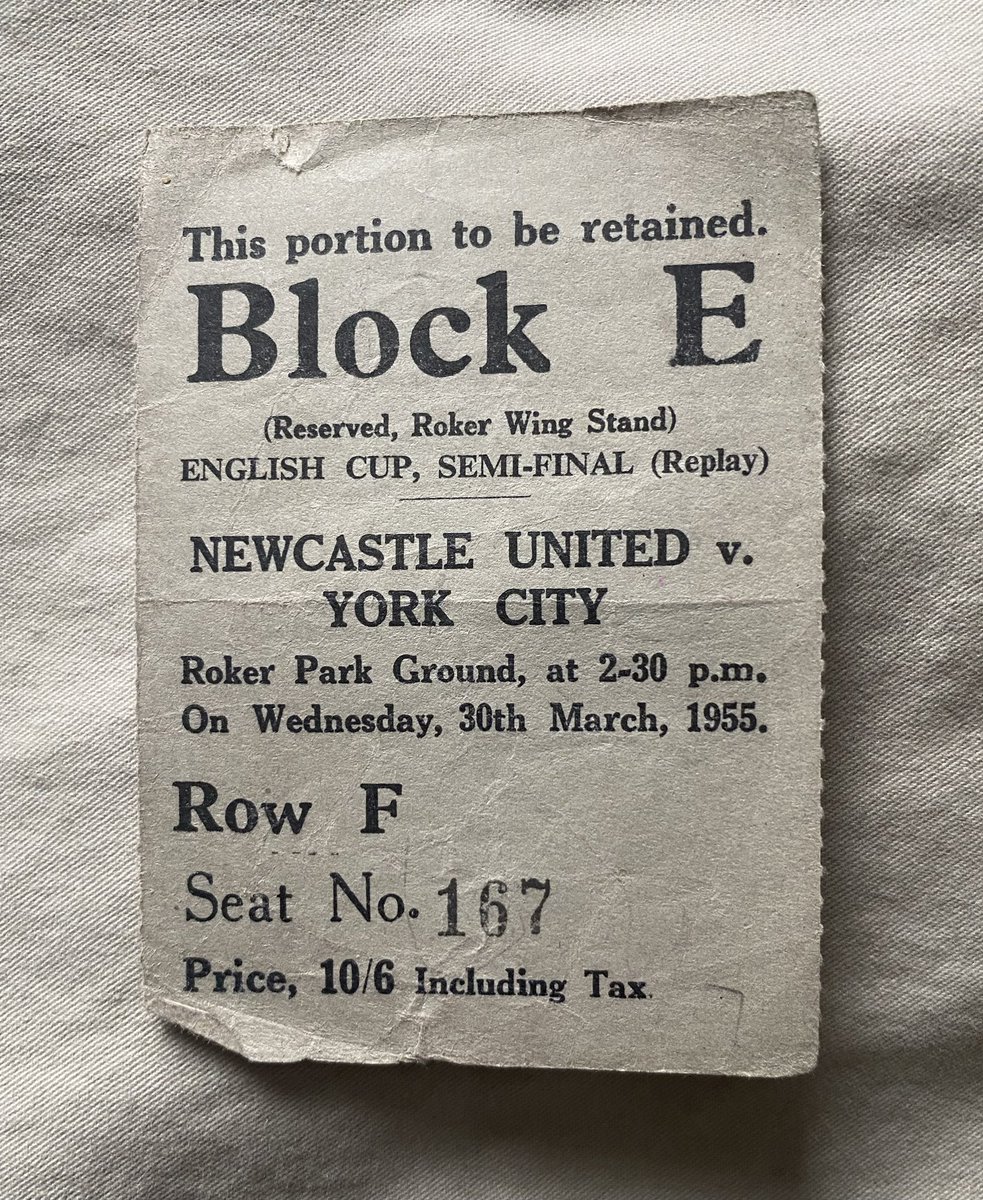 This portion to be retained.
Block E
(Reserved, Roker Wing Stand)
ENGLISH CUP, SEMI-FINAL (Replay)
NEWCASTLE UNITED v.
YORK CITY
Roker Park Ground, at 2-30 p.m.
On Wednesday, 30th March, 1955.
Row F
Seat No. 167
Price, 10/6 Including Tax.